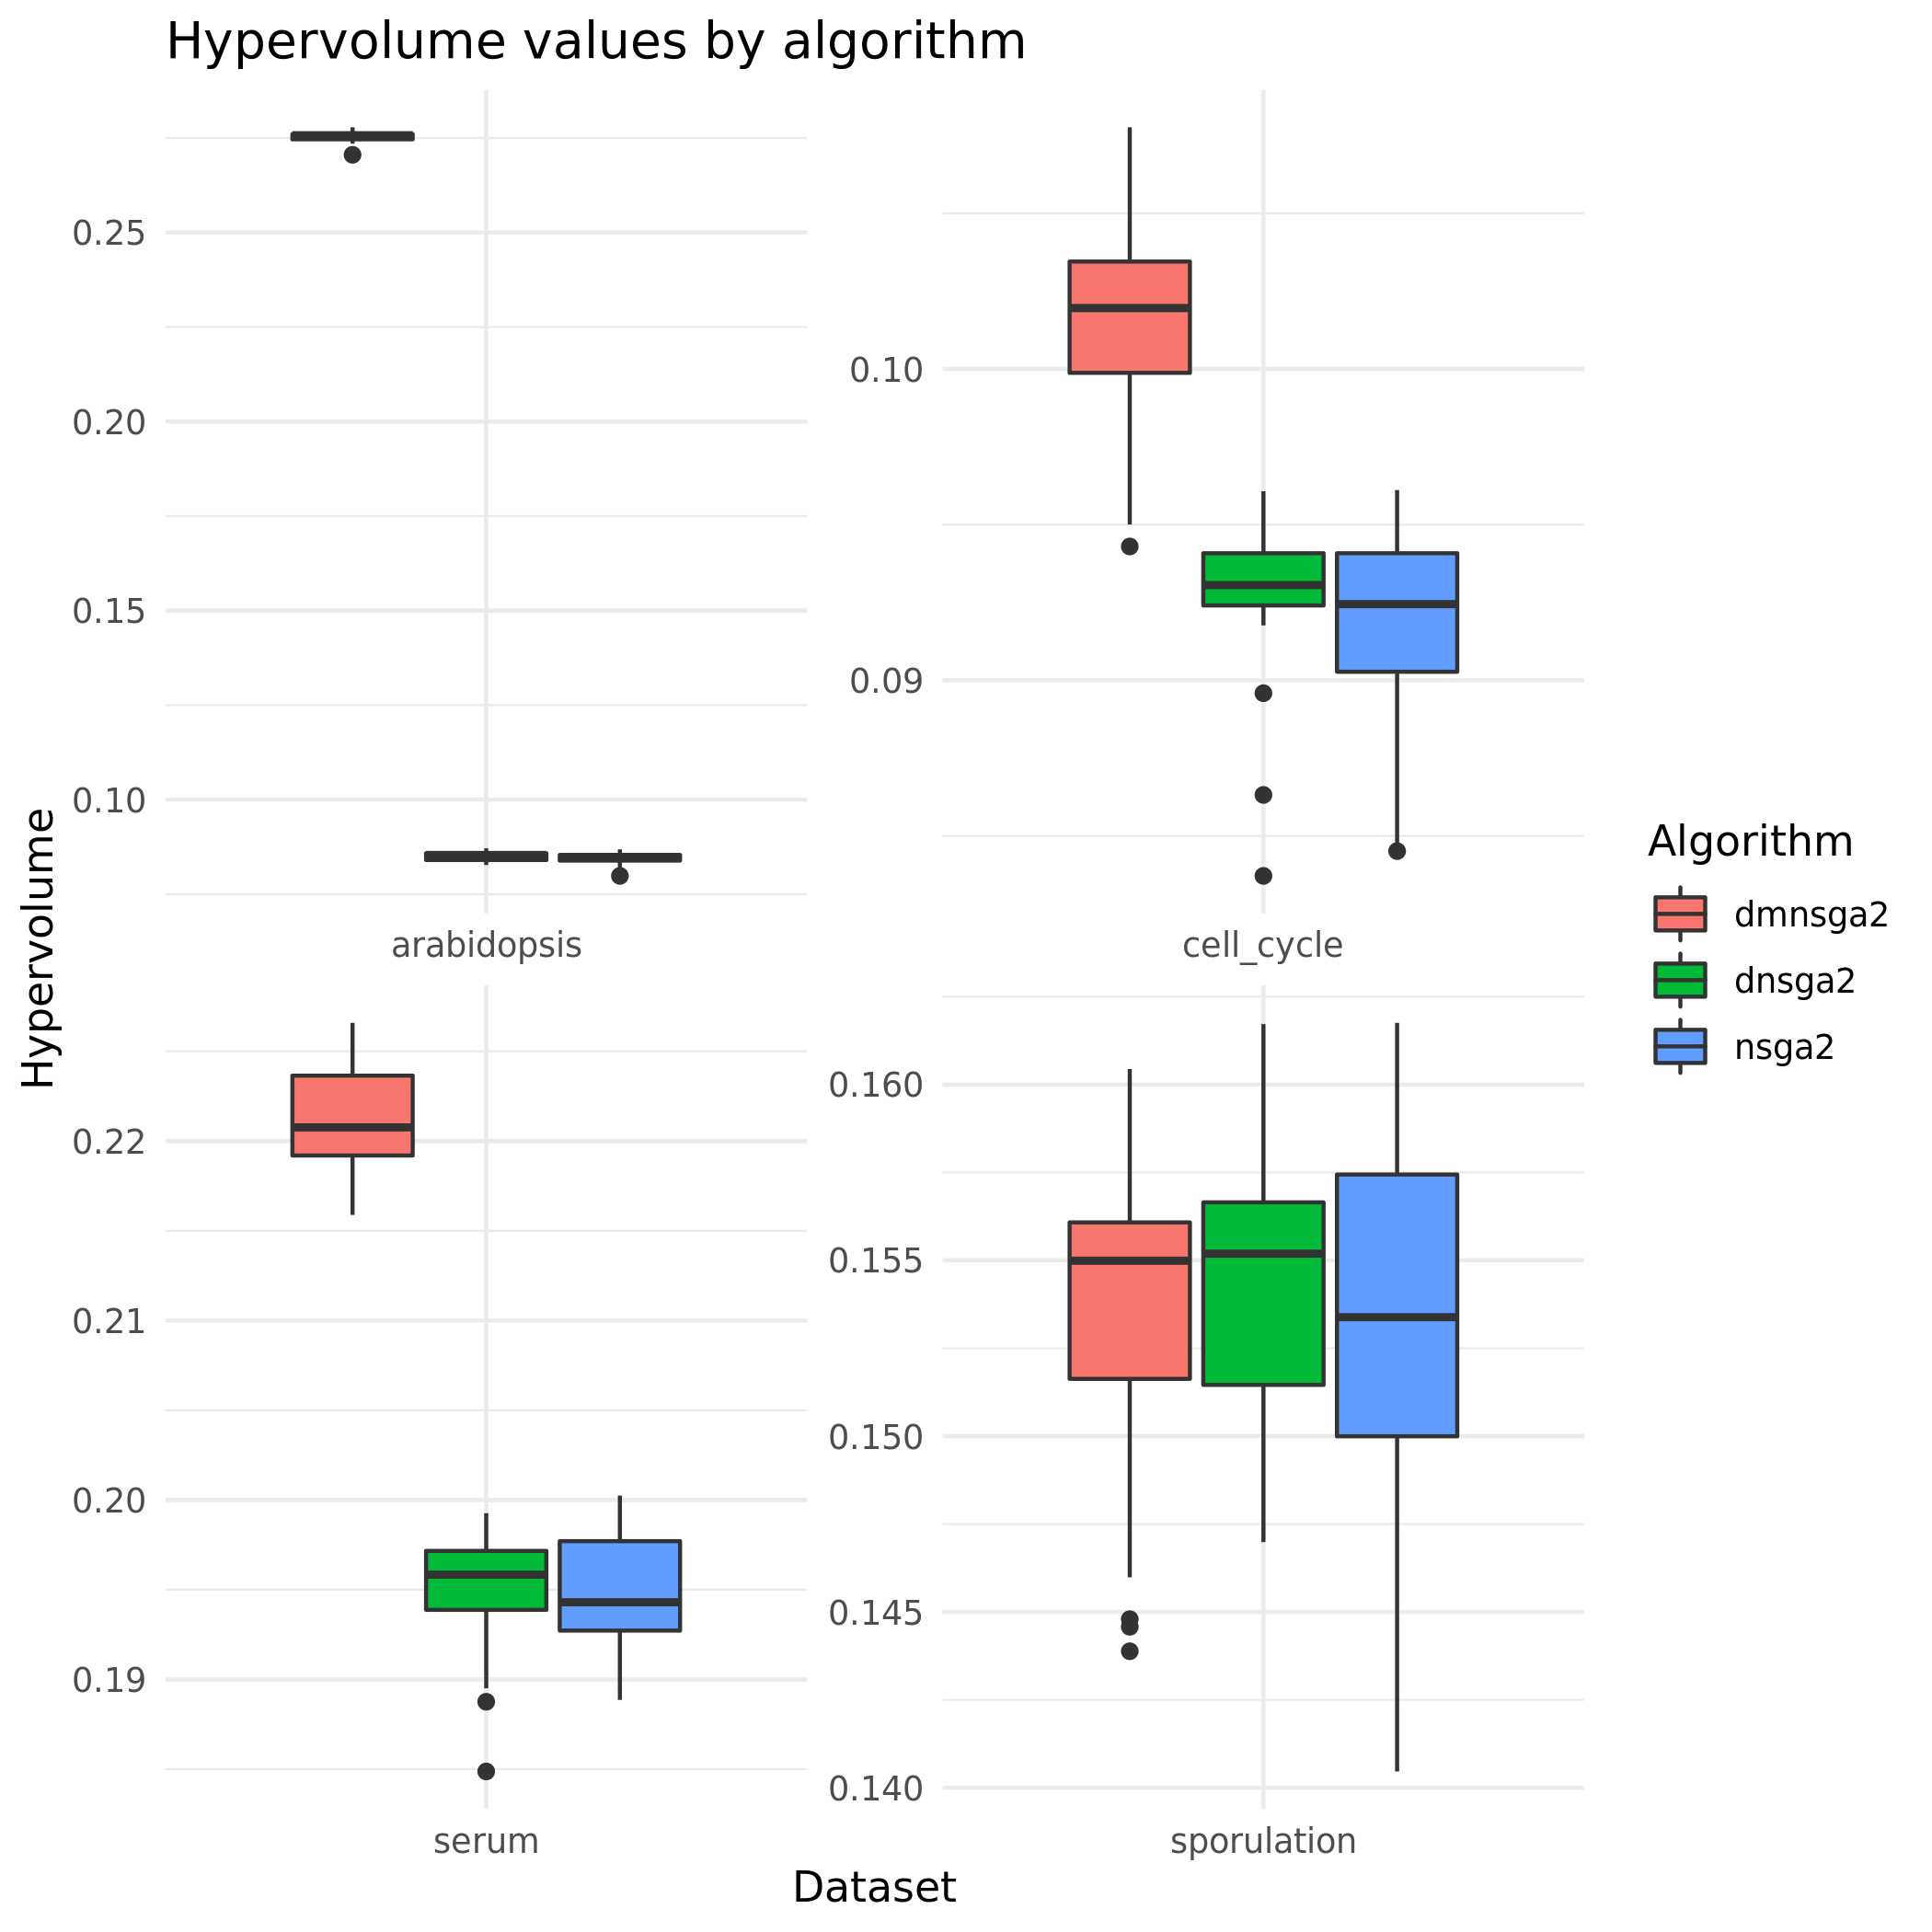 Hypervolume values by algorithm
Hypervolume
0.25
0.20
0.15
0.10
arabidopsis
0.10
0.09
cell_cycle
0.22
0.21
0.20
0.19
serum
0.160
0.155
0.150
0.145
0.140
sporulation
Dataset
Algorithm
dmnsga2
dnsga2
nsga2